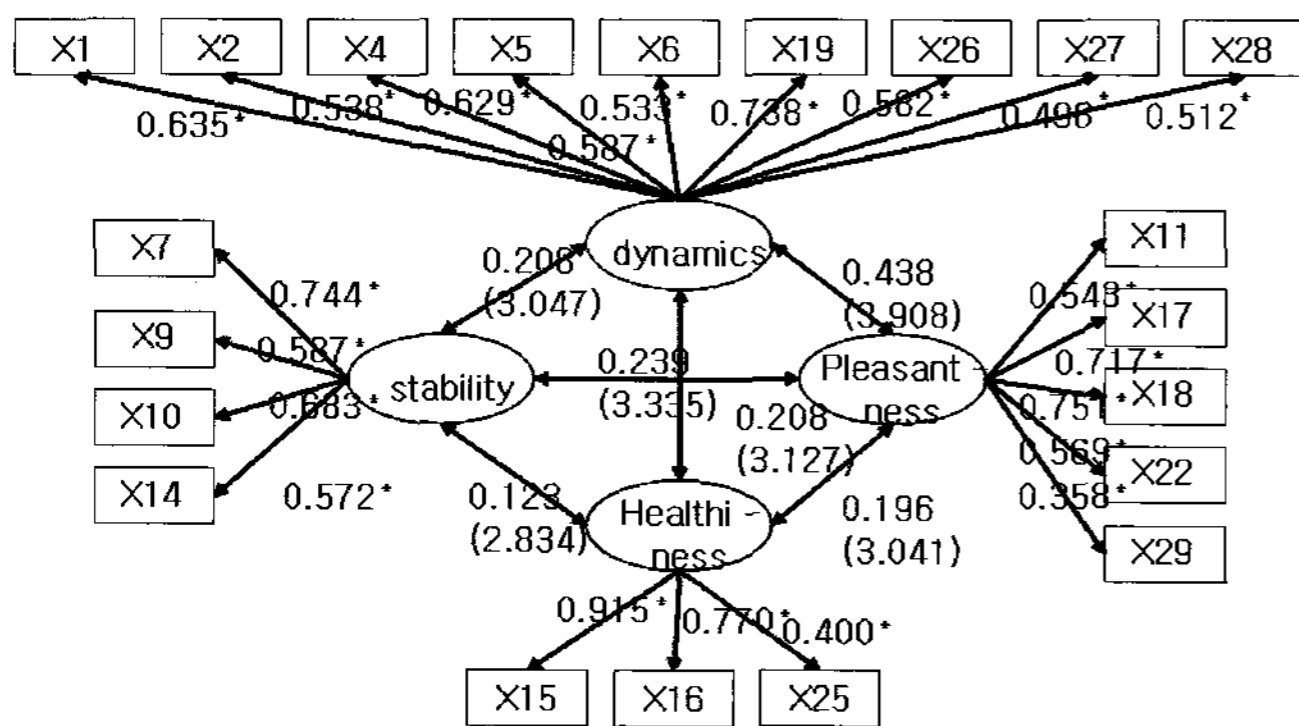 X1 X2 X4 X5 X6 X19 X26 X27 X28
0.635* 0.538* 0.629* 0.587* 0.533* 0.738* 0.582* 0.498* 0.512*
dynamics
X7
X9
X10
X14
0.744*
0.587*
0.683*
0.572*
0.208
(3.047)
0.438
(3.908)
stability
0.239
(3.335)
Pleasant-
ness
0.208
(3.127)
0.123
(2.834)
Healthi-
ness
0.196
(3.041)
X11
X17
X18
X22
X29
0.543*
0.717*
0.751*
0.569*
0.358*
0.915* 0.770* 0.400*
X15 X16 X25